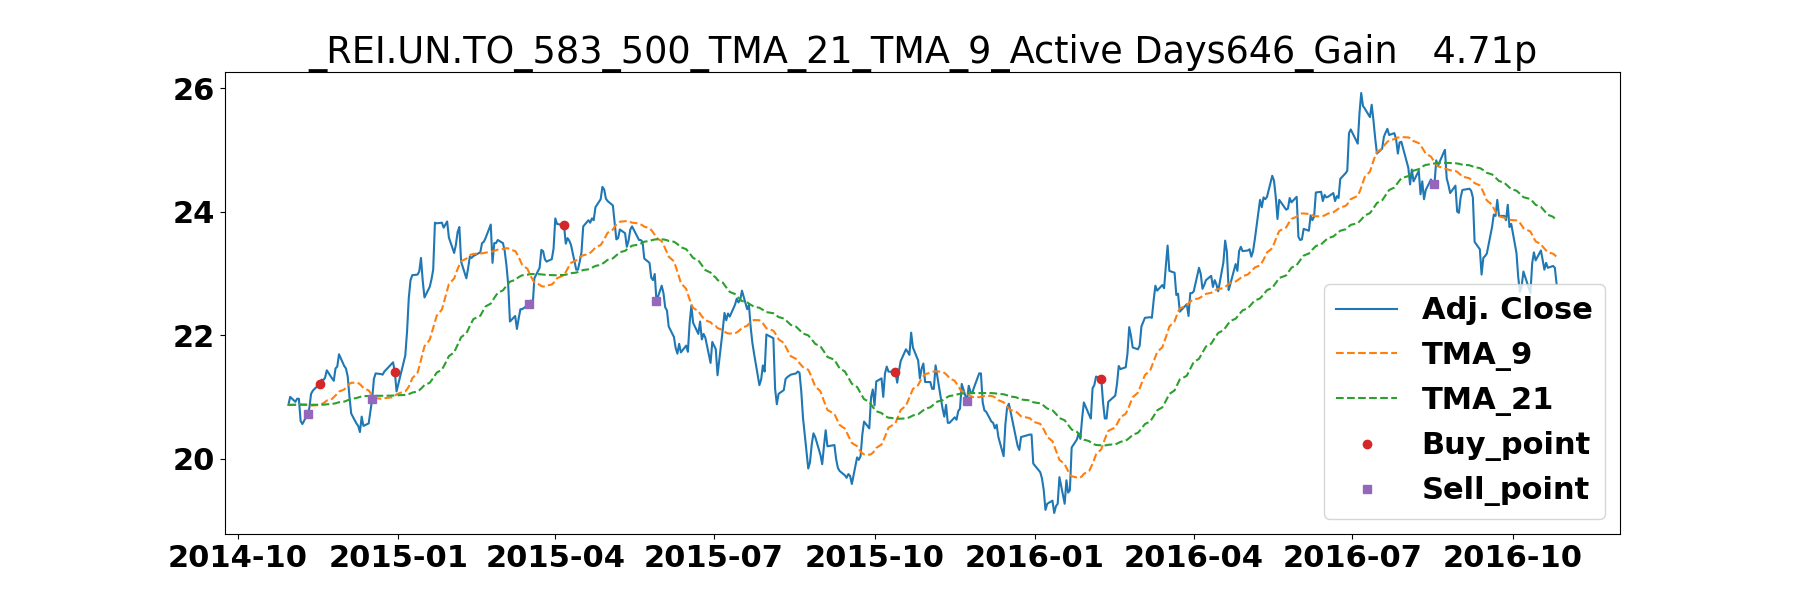 _REI.UN.TO_583_500_TMA_21_TMA_9_Active Days646_Gain   4.71p
26
24
22
20
2014-10 2015-01 2015-04 2015-07 2015-10 2016-01 2016-04 2016-07 2016-10
Adj. Close
TMA_9
TMA_21
Buy_point
Sell_point